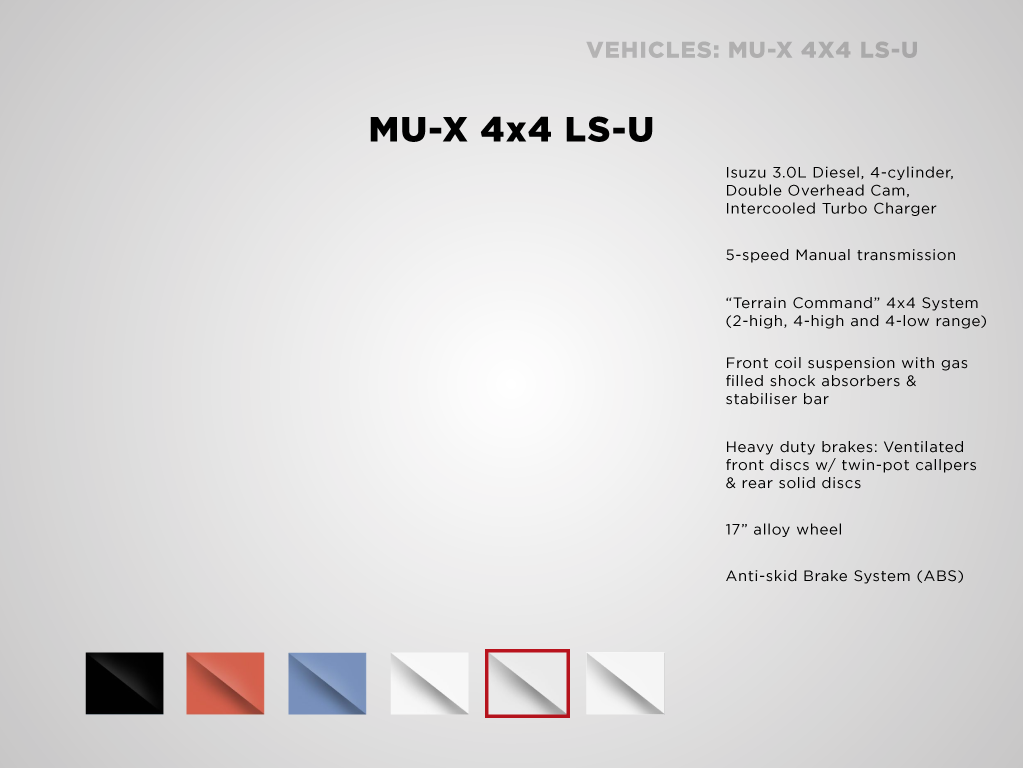 VEHICLES: MU-X 4X4 LS-U
MU-X 4x4 LS-U
Isuzu 3.0L Diesel, 4-cylinder,
Double Overhead Cam,
Intercooled Turbo Charger
5-speed Manual transmission
“Terrain Command” 4x4 System
(2-high, 4-high and 4-low range)
Front coil suspension with gas
filled shock absorbers &
stabiliser bar
Heavy duty brakes: Ventilated
front discs w/ twin-pot callpers
& rear solid discs
17” alloy wheel
Anti-skid Brake System (ABS)